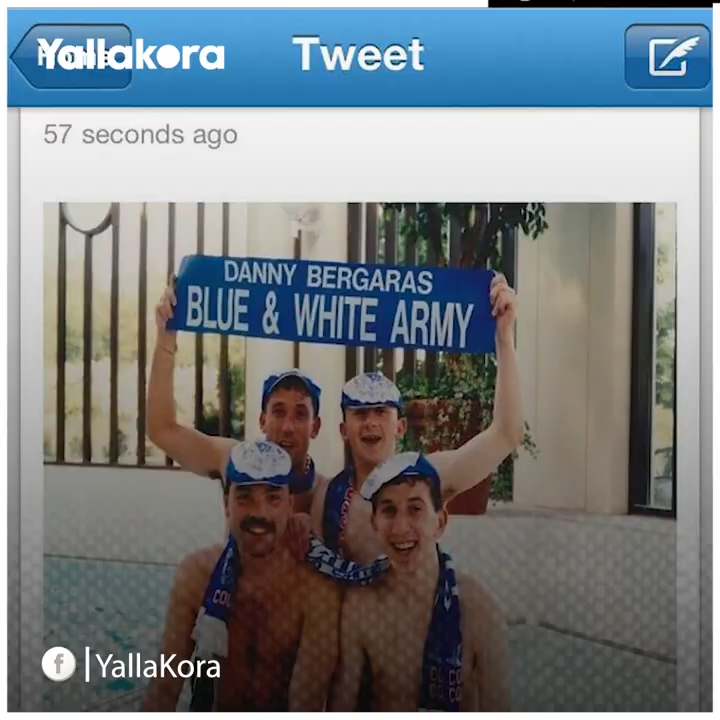 Yallakora
Tweet
57 seconds ago
DANNY BERGARAS
BLUE & WHITE ARMY
f | YallaKora